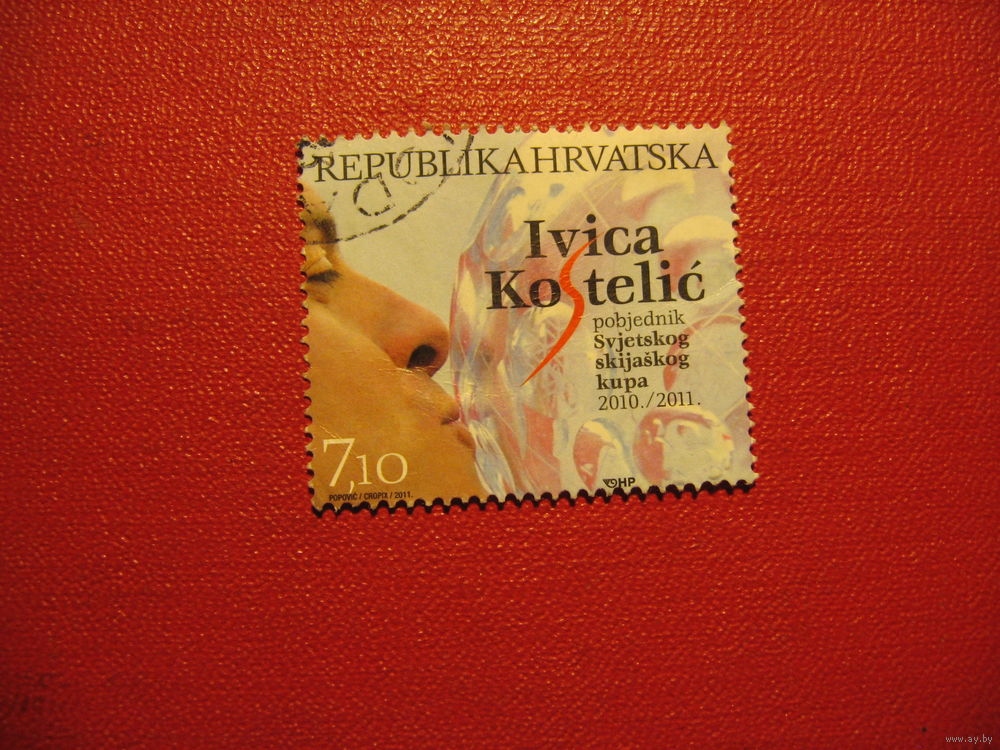 REPUBLIKA HRVATSKA
Ivica
Kostelić
pobjednik
Svjetskog
skijaškog
kupa
2010./2011.
7,10
POPOVIĆ / CROPIX / 2011.
HP
www.ay.by